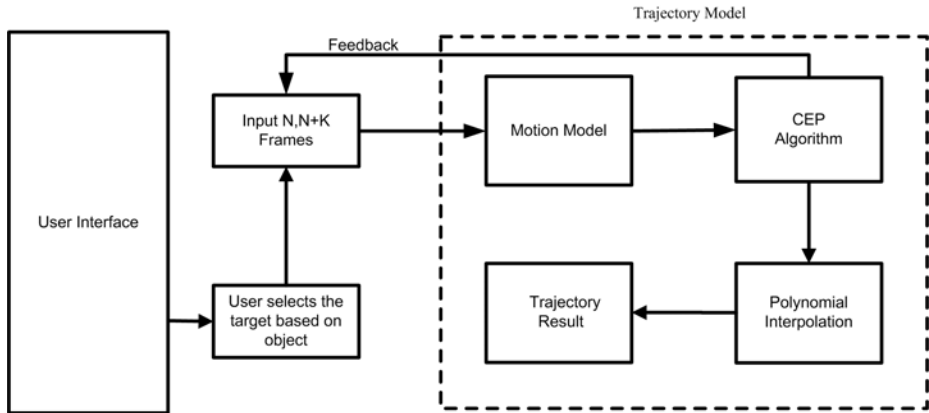 Trajectory Model
Feedback
Input N,N+K
Frames
Motion Model
CEP
Algorithm
User Interface
User selects the
target based on
object
Trajectory
Result
Polynomial
Interpolation